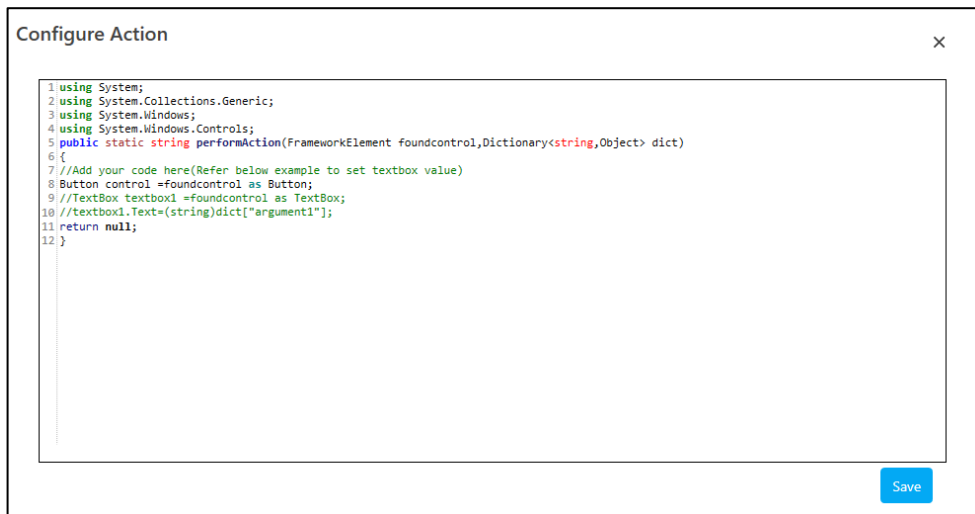 Configure Action
×
1 using System;
2 using System.Collections.Generic;
3 using System.Windows;
4 using System.Windows.Controls;
5 public static string performAction(FrameworkElement foundcontrol,Dictionary<string,Object> dict)
6 {
7 //Add your code here(Refer below example to set textbox value)
8 Button control =foundcontrol as Button;
9 //TextBox textbox1 =foundcontrol as TextBox;
10 //textbox1.Text=(string)dict["argument1"];
11 return null;
12 }
Save